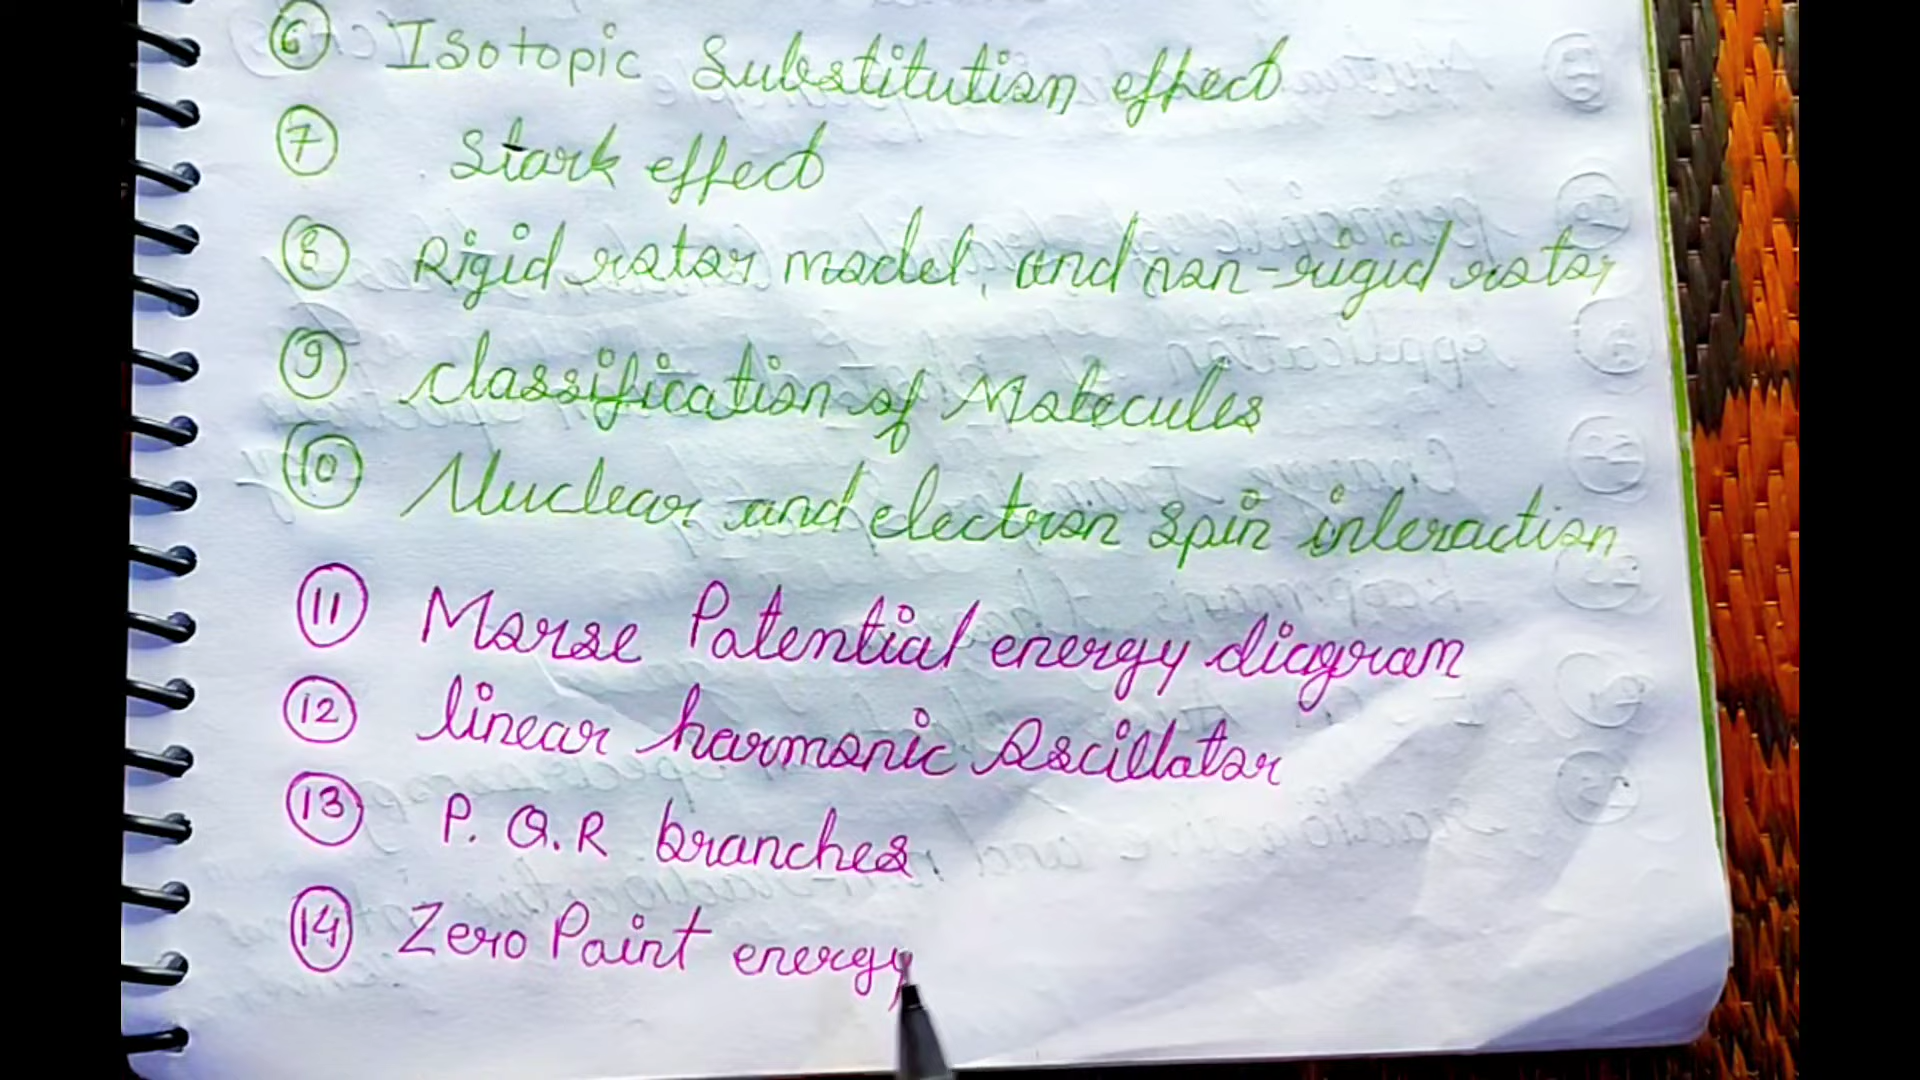 6 Isotopic Substitution effect
7 Stark effect
8 Rigid rotor model, and non-rigid rotor
9 classification of Molecules
10 Nuclear and electron spin interaction
11 Morse Potential energy diagram
12 linear harmonic Oscillator
13 P. Q. R branches
14 Zero Point energy